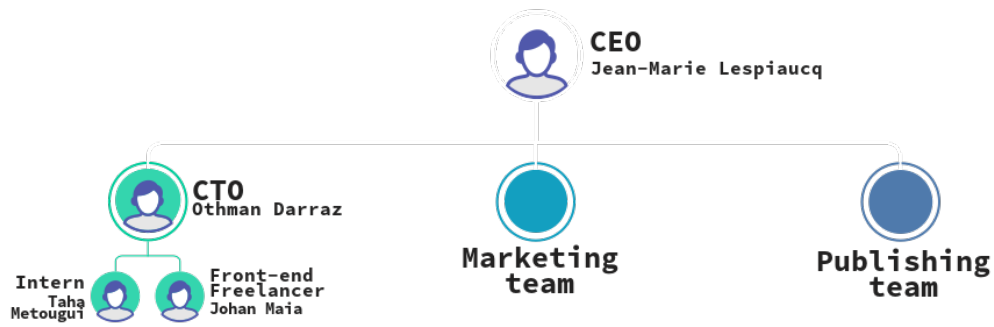 CEO
Jean-Marie Lespiaucq
CTO
Othman Darraz
Intern
Taha
Metougui
Front-end
Freelancer
Johan Maia
Marketing
team
Publishing
team